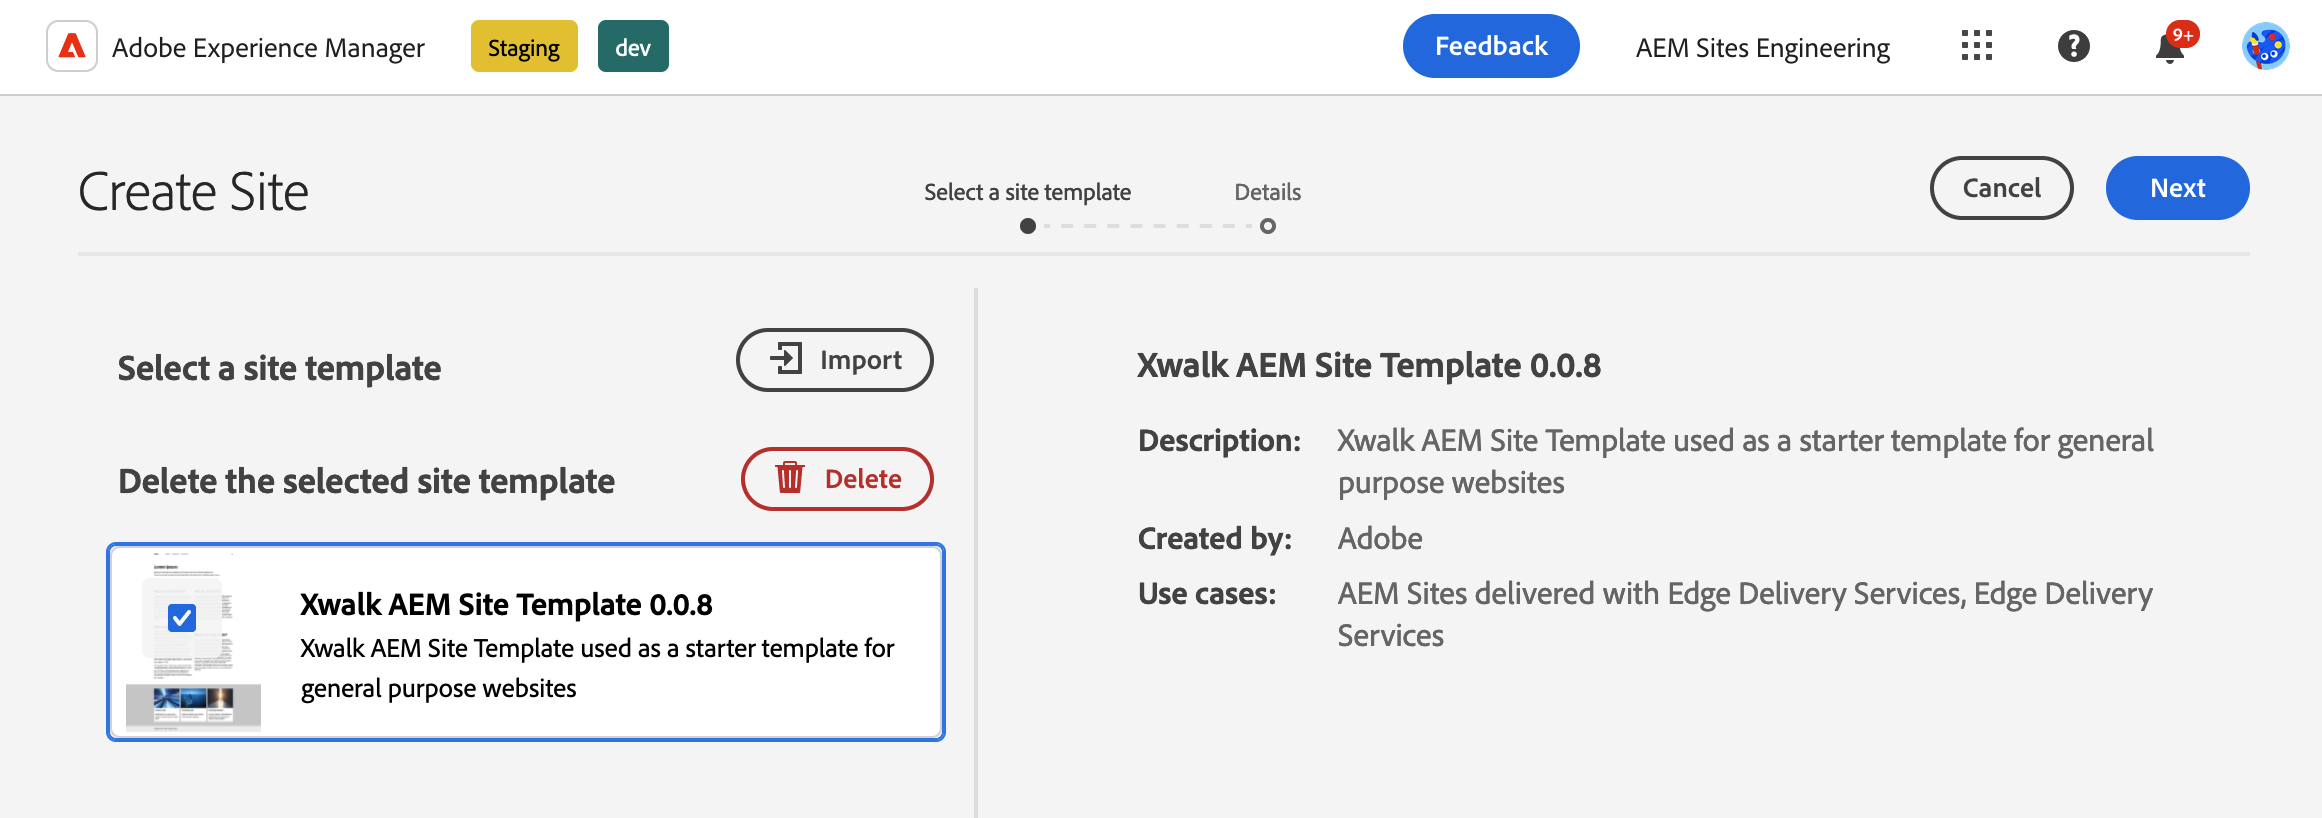 Adobe Experience Manager Staging dev Feedback AEM Sites Engineering 9+
Create Site
Select a site template Details
Cancel Next
Select a site template Import
Delete the selected site template Delete
Xwalk AEM Site Template 0.0.8
Xwalk AEM Site Template used as a starter template for
general purpose websites
Xwalk AEM Site Template 0.0.8
Description: Xwalk AEM Site Template used as a starter template for general
purpose websites
Created by: Adobe
Use cases: AEM Sites delivered with Edge Delivery Services, Edge Delivery
Services